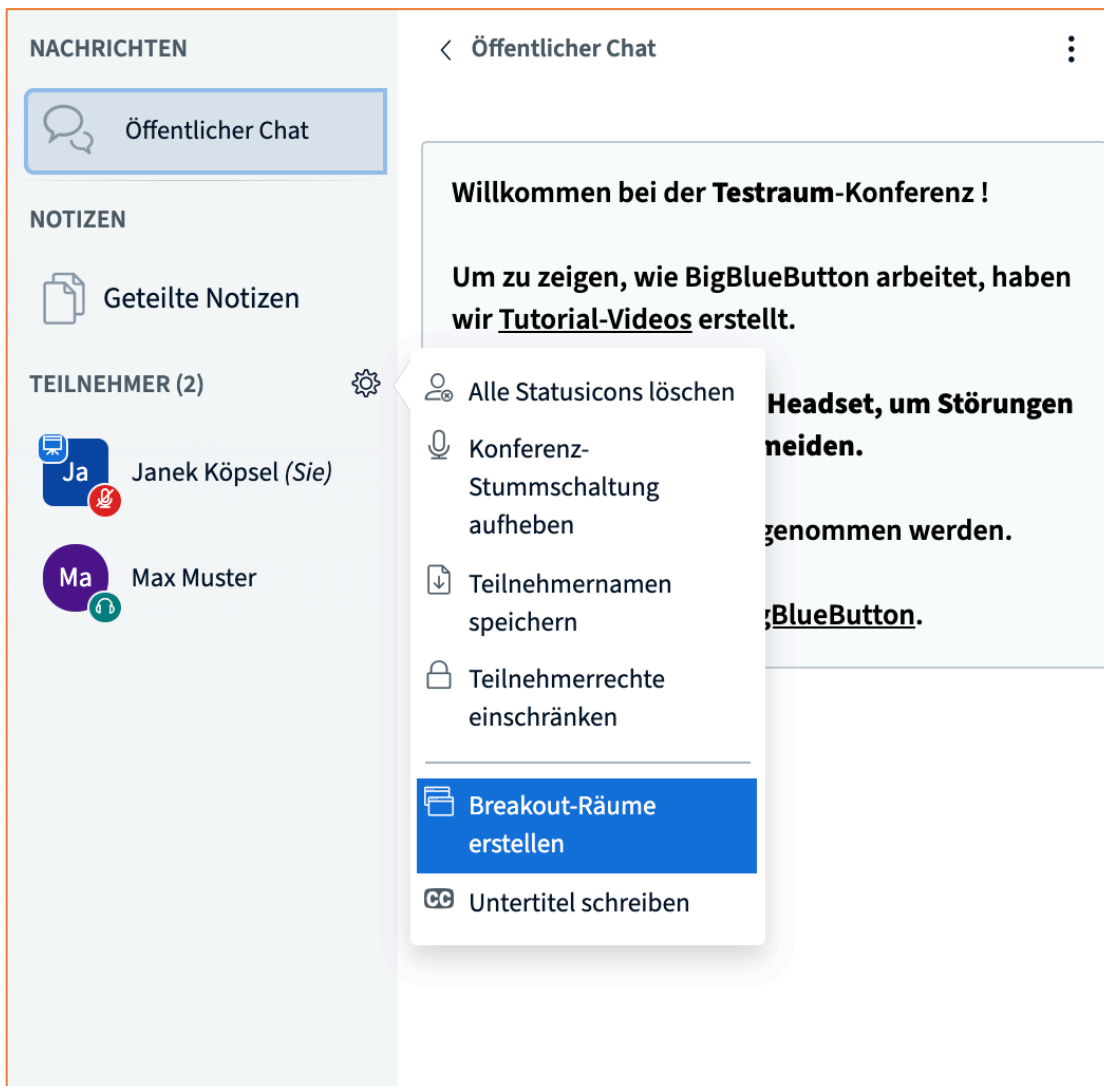 NACHRICHTEN
Öffentlicher Chat
NOTIZEN
Geteilte Notizen
TEILNEHMER (2)
Ja
Janek Köpsel (Sie)
Ma
Max Muster
Öffentlicher Chat
Willkommen bei der Testraum-Konferenz !
Um zu zeigen, wie BigBlueButton arbeitet, haben
wir Tutorial-Videos erstellt.
Headset, um Störungen
neiden.
genommen werden.
gBlueButton.
Alle Statusicons löschen
Konferenz-
Stummschaltung
aufheben
Teilnehmernamen
speichern
Teilnehmerrechte
einschränken
Breakout-Räume
erstellen
CC
Untertitel schreiben